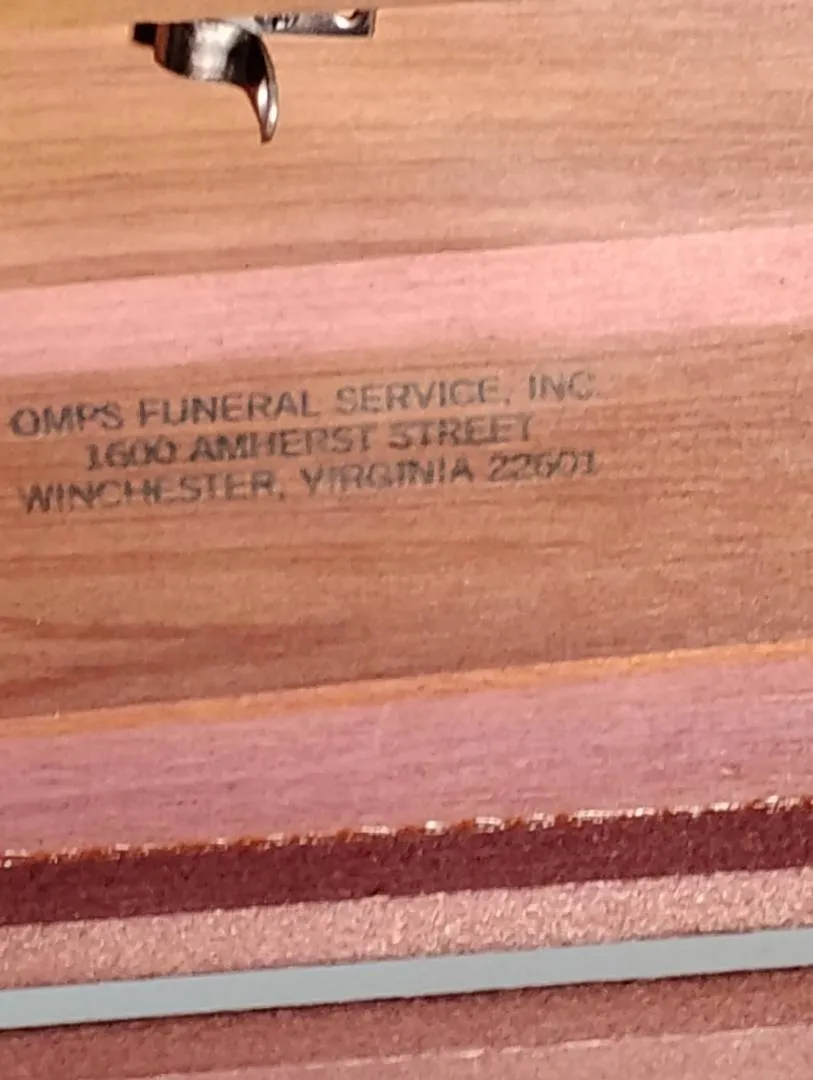 OMPS FUNERAL SERVICE, INC.
1600 AMHERST STREET
WINCHESTER, VIRGINIA 22601